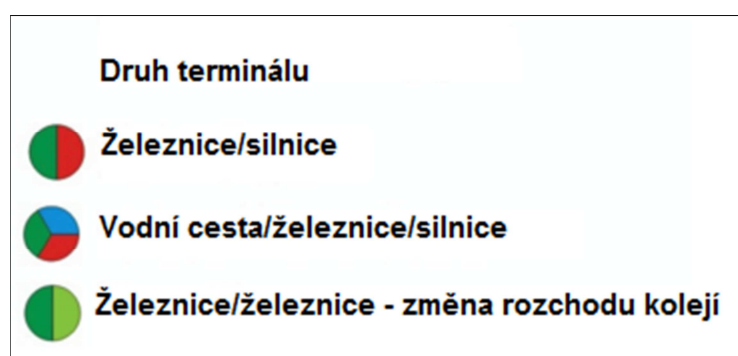 Druh terminálu
Železnice/silnice
Vodní cesta/železnice/silnice
Železnice/železnice - změna rozchodu kolejí